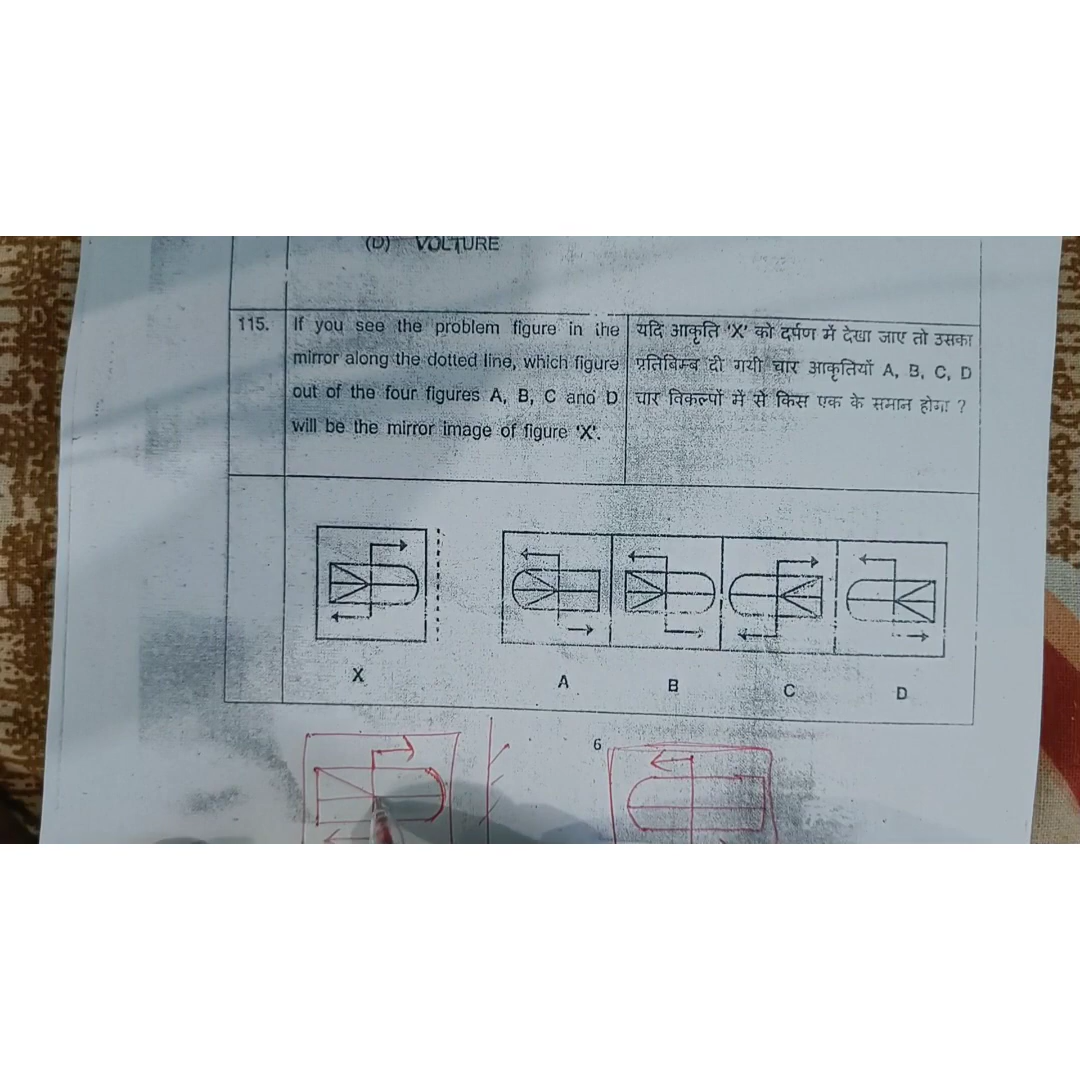 (D) VOLTURE
115.
If you see the problem figure in the
mirror along the dotted line, which figure
out of the four figures A, B, C and D
will be the mirror image of figure 'X'.
यदि आकृति 'X' को दर्पण में देखा जाए तो उसका
प्रतिबिम्ब दी गयी चार आकृतियाँ A, B, C, D
चार विकल्पों में से किस एक के समान होगा ?
X A B C D
6